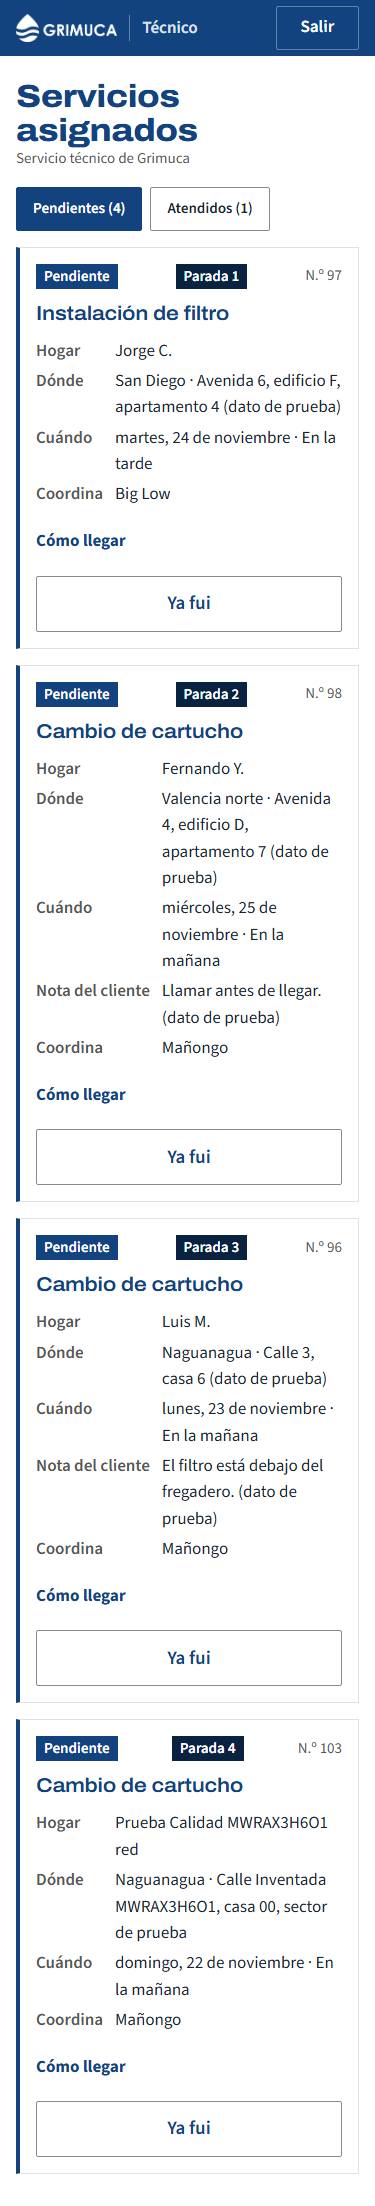 GRIMUCA Técnico Salir
Servicios
asignados
Servicio técnico de Grimuca
Pendientes (4) Atendidos (1)
Pendiente Parada 1 N.º 97
Instalación de filtro
Hogar Jorge C.
Dónde San Diego · Avenida 6, edificio F,
apartamento 4 (dato de prueba)
Cuándo martes, 24 de noviembre · En la
tarde
Coordina Big Low
Cómo llegar
Ya fui
Pendiente Parada 2 N.º 98
Cambio de cartucho
Hogar Fernando Y.
Dónde Valencia norte · Avenida
4, edificio D,
apartamento 7 (dato de
prueba)
Cuándo miércoles, 25 de
noviembre · En la
mañana
Nota del cliente Llamar antes de llegar.
(dato de prueba)
Coordina Mañongo
Cómo llegar
Ya fui
Pendiente Parada 3 N.º 96
Cambio de cartucho
Hogar Luis M.
Dónde Naguanagua · Calle 3,
casa 6 (dato de prueba)
Cuándo lunes, 23 de noviembre ·
En la mañana
Nota del cliente El filtro está debajo del
fregadero. (dato de
prueba)
Coordina Mañongo
Cómo llegar
Ya fui
Pendiente Parada 4 N.º 103
Cambio de cartucho
Hogar Prueba Calidad MWRAX3H6O1
red
Dónde Naguanagua · Calle Inventada
MWRAX3H6O1, casa 00, sector
de prueba
Cuándo domingo, 22 de noviembre · En
la mañana
Coordina Mañongo
Cómo llegar
Ya fui